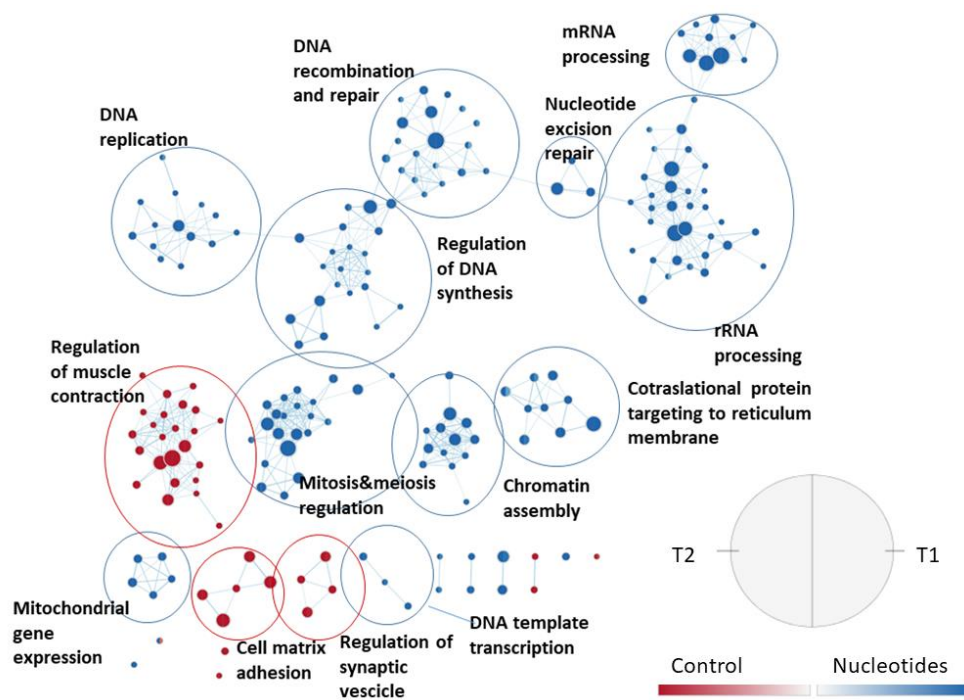 mRNA
processing
DNA
recombination
and repair
DNA
replication
Nucleotide
excision
repair
Regulation
of DNA
synthesis
rRNA
processing
Regulation
of muscle
contraction
Cotraslational protein
targeting to reticulum
membrane
Mitosis&meiosis
regulation
Chromatin
assembly
T2
T1
Mitochondrial
gene
expression
Cell matrix
adhesion
Regulation of
synaptic
vescicle
DNA template
transcription
Control
Nucleotides